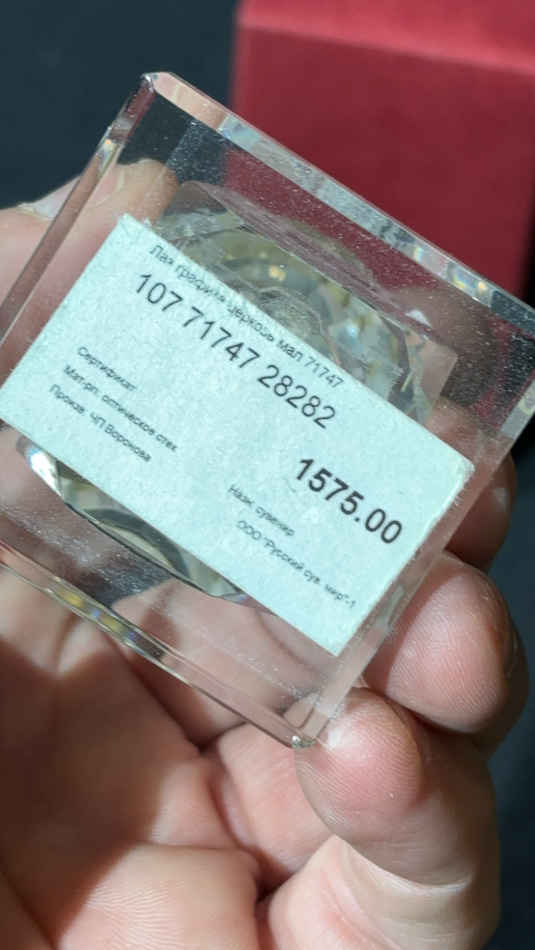 Лаз графика церковь мал 71747
107 71747 28282
1575.00
Сертификат
Мат-рл: оптическое стек
Произв. ЧП Воронова
Назн: сувенир
ООО "Русский сув. мир"-1